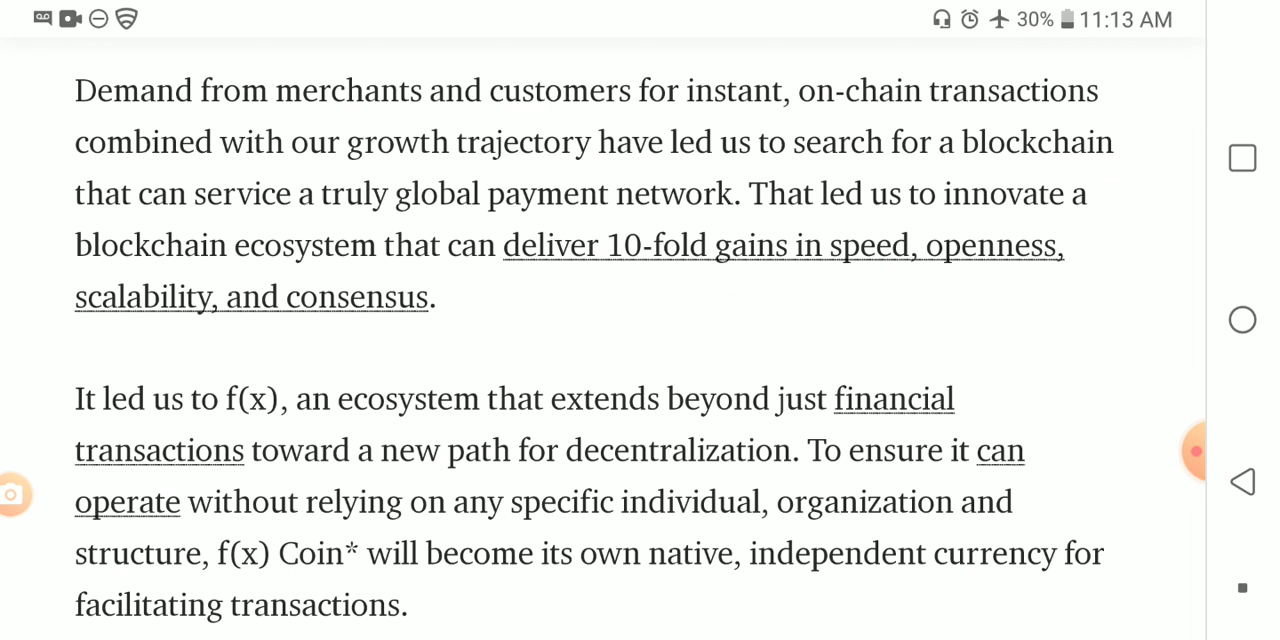 30% 11:13 AM
Demand from merchants and customers for instant, on-chain transactions
combined with our growth trajectory have led us to search for a blockchain
that can service a truly global payment network. That led us to innovate a
blockchain ecosystem that can deliver 10-fold gains in speed, openness,
scalability, and consensus.
It led us to f(x), an ecosystem that extends beyond just financial
transactions toward a new path for decentralization. To ensure it can
operate without relying on any specific individual, organization and
structure, f(x) Coin* will become its own native, independent currency for
facilitating transactions.